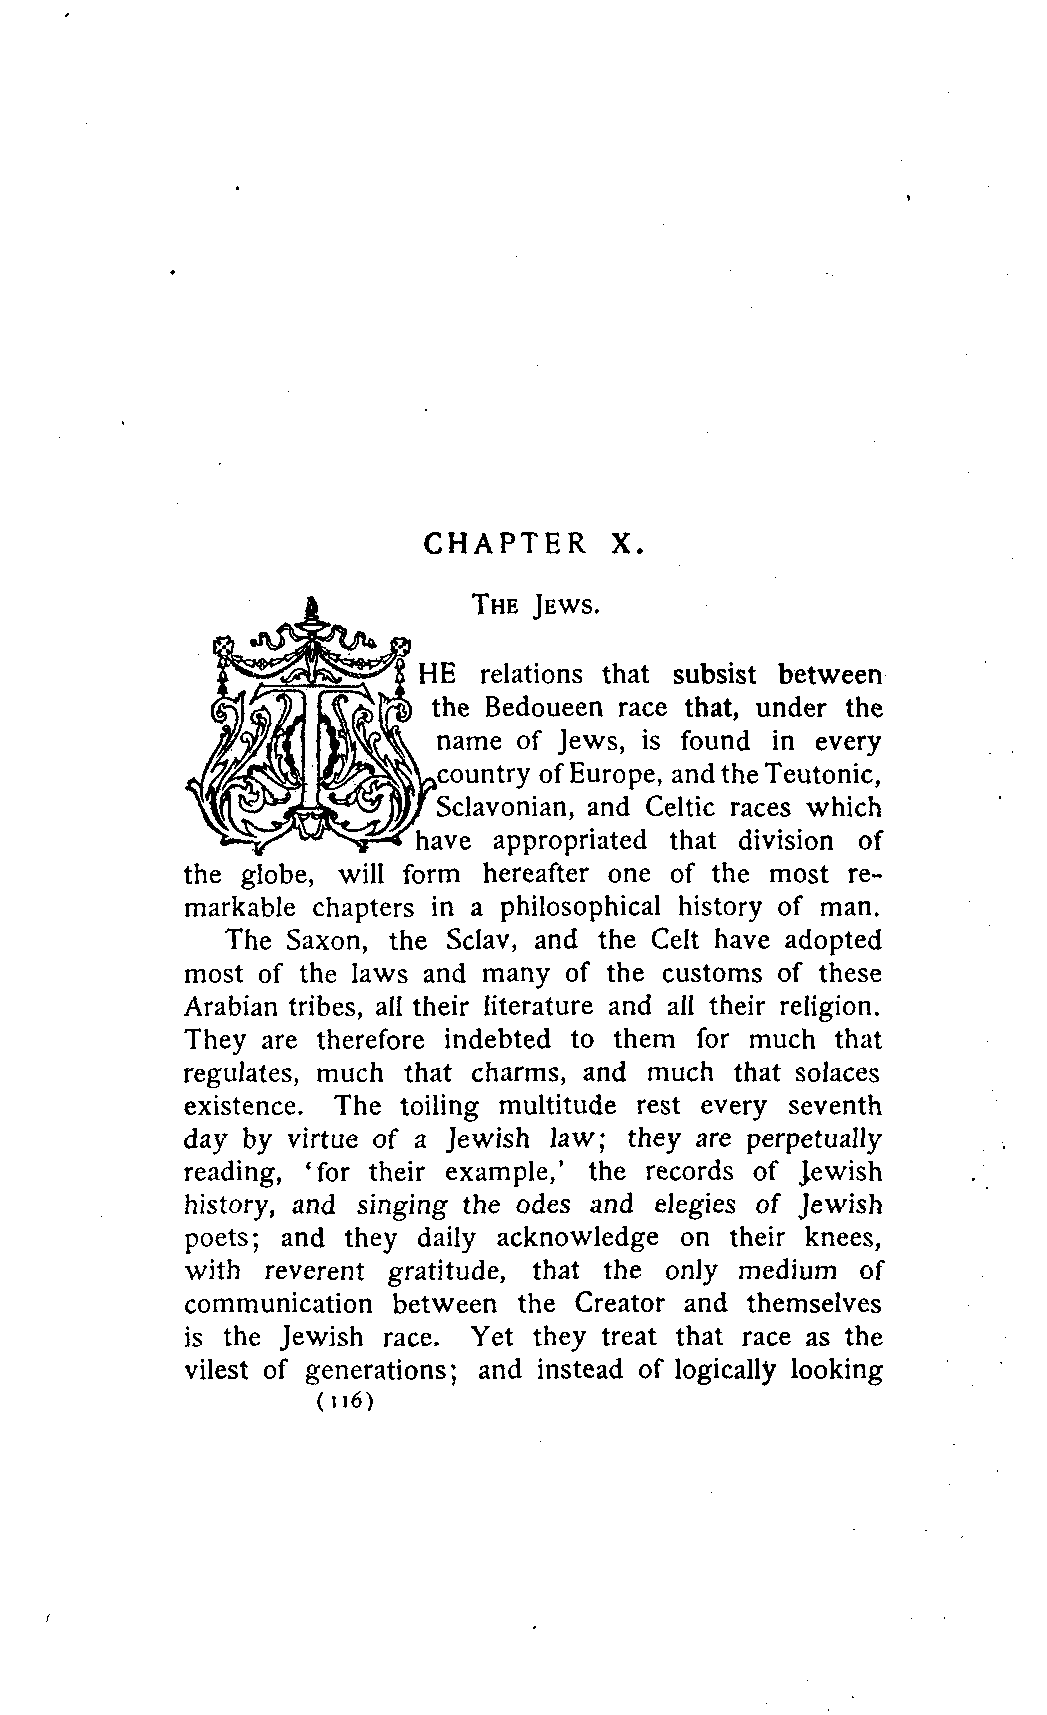 CHAPTER X.
THE JEWS.
THE relations that subsist between
the Bedoueen race that, under the
name of Jews, is found in every
country of Europe, and the Teutonic,
Sclavonian, and Celtic races which
have appropriated that division of
the globe, will form hereafter one of the most re-
markable chapters in a philosophical history of man.
The Saxon, the Sclav, and the Celt have adopted
most of the laws and many of the customs of these
Arabian tribes, all their literature and all their religion.
They are therefore indebted to them for much that
regulates, much that charms, and much that solaces
existence. The toiling multitude rest every seventh
day by virtue of a Jewish law; they are perpetually
reading, ‘for their example,’ the records of Jewish
history, and singing the odes and elegies of Jewish
poets; and they daily acknowledge on their knees,
with reverent gratitude, that the only medium of
communication between the Creator and themselves
is the Jewish race. Yet they treat that race as the
vilest of generations; and instead of logically looking
(116)